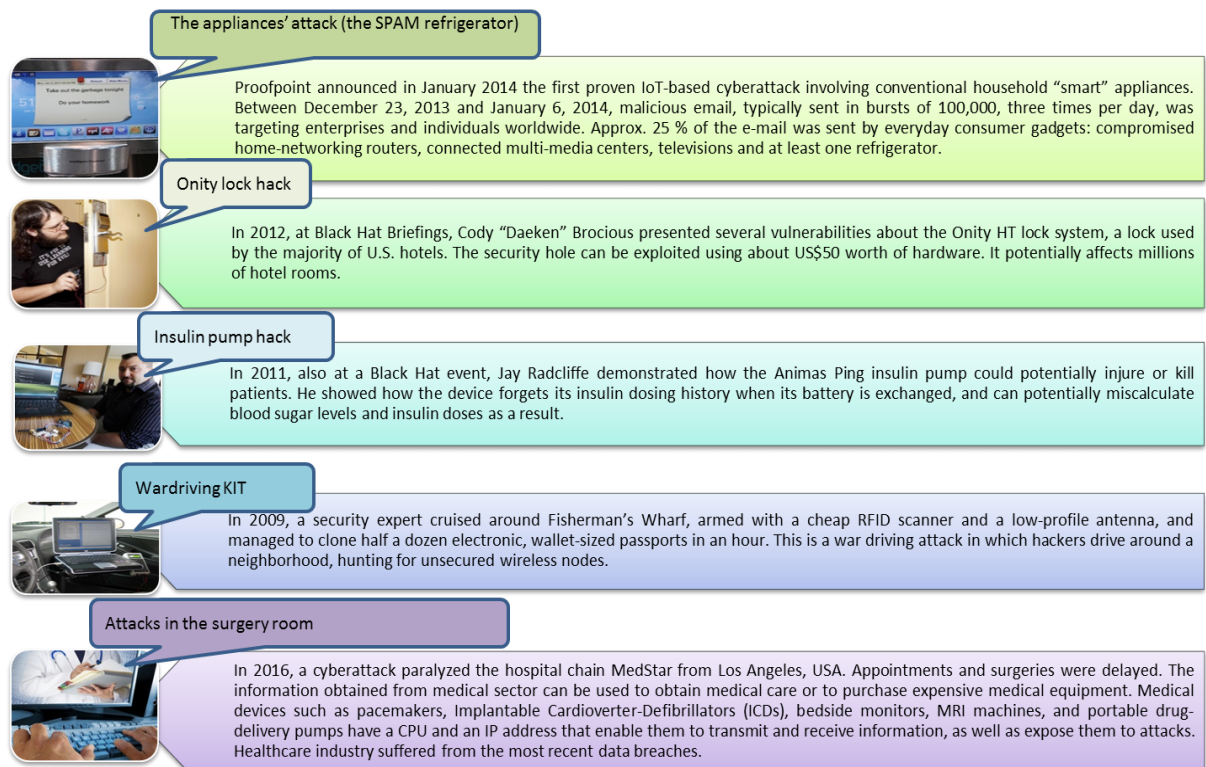 The appliances' attack (the SPAM refrigerator)
Take out the garbage tonight
Do your homework
Proofpoint announced in January 2014 the first proven IoT-based cyberattack involving conventional household “smart” appliances.
Between December 23, 2013 and January 6, 2014, malicious email, typically sent in bursts of 100,000, three times per day, was
targeting enterprises and individuals worldwide. Approx. 25 % of the e-mail was sent by everyday consumer gadgets: compromised
home-networking routers, connected multi-media centers, televisions and at least one refrigerator.
Onity lock hack
In 2012, at Black Hat Briefings, Cody “Daeken” Brocious presented several vulnerabilities about the Onity HT lock system, a lock used
by the majority of U.S. hotels. The security hole can be exploited using about US$50 worth of hardware. It potentially affects millions
of hotel rooms.
Insulin pump hack
In 2011, also at a Black Hat event, Jay Radcliffe demonstrated how the Animas Ping insulin pump could potentially injure or kill
patients. He showed how the device forgets its insulin dosing history when its battery is exchanged, and can potentially miscalculate
blood sugar levels and insulin doses as a result.
Wardriving KIT
In 2009, a security expert cruised around Fisherman's Wharf, armed with a cheap RFID scanner and a low-profile antenna, and
managed to clone half a dozen electronic, wallet-sized passports in an hour. This is a war driving attack in which hackers drive around a
neighborhood, hunting for unsecured wireless nodes.
Attacks in the surgery room
In 2016, a cyberattack paralyzed the hospital chain MedStar from Los Angeles, USA. Appointments and surgeries were delayed. The
information obtained from medical sector can be used to obtain medical care or to purchase expensive medical equipment. Medical
devices such as pacemakers, Implantable Cardioverter-Defibrillators (ICDs), bedside monitors, MRI machines, and portable drug-
delivery pumps have a CPU and an IP address that enable them to transmit and receive information, as well as expose them to attacks.
Healthcare industry suffered from the most recent data breaches.